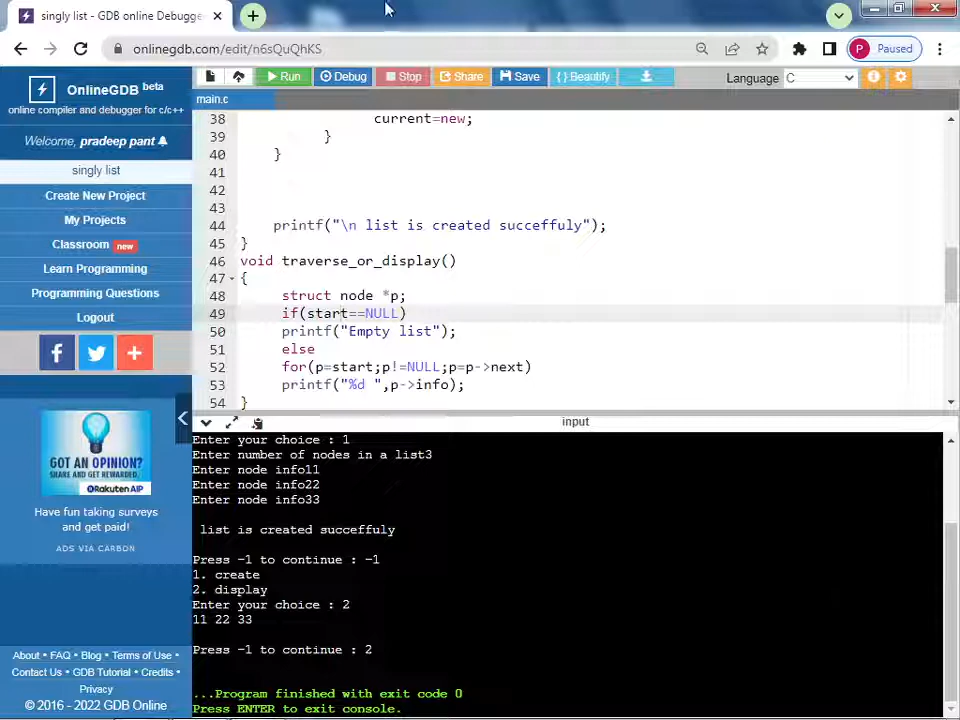 singly list - GDB online Debugge
onlinegdb.com/edit/n6sQuQhKS
P Paused
OnlineGDB beta
online compiler and debugger for c/c++
Welcome, pradeep pant
singly list
Create New Project
My Projects
Classroom new
Learn Programming
Programming Questions
Logout
GOT AN OPINION?
SHARE AND GET REWARDED.
Rakuten AIP
Have fun taking surveys
and get paid!
ADS VIA CARBON
About • FAQ • Blog • Terms of Use •
Contact Us • GDB Tutorial • Credits •
Privacy
© 2016 - 2022 GDB Online
Run Debug Stop Share Save { } Beautify
Language C
main.c
38 current=new;
39 }
40 }
41
42
43
44 printf("\n list is created succeffuly");
45 }
46 void traverse_or_display()
47 {
48 struct node *p;
49 if(start==NULL)
50 printf("Empty list");
51 else
52 for(p=start;p!=NULL;p=p->next)
53 printf("%d ",p->info);
54 }
input
Enter your choice : 1
Enter number of nodes in a list3
Enter node info11
Enter node info22
Enter node info33
list is created succeffuly
Press -1 to continue : -1
1. create
2. display
Enter your choice : 2
11 22 33
Press -1 to continue : 2
...Program finished with exit code 0
Press ENTER to exit console.